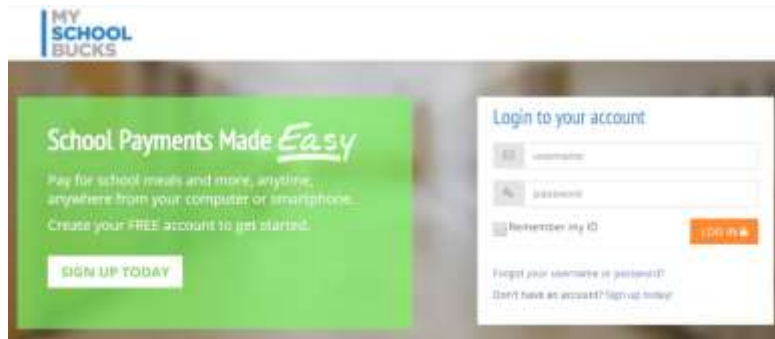 MY
SCHOOL
BUCKS
School Payments Made Easy
Pay for school meals and more, anytime,
anywhere from your computer or smartphone.
Create your FREE account to get started.
SIGN UP TODAY
Login to your account
username
password
Remember my ID
LOG IN
Forgot your username or password?
Don't have an account? Sign up today!